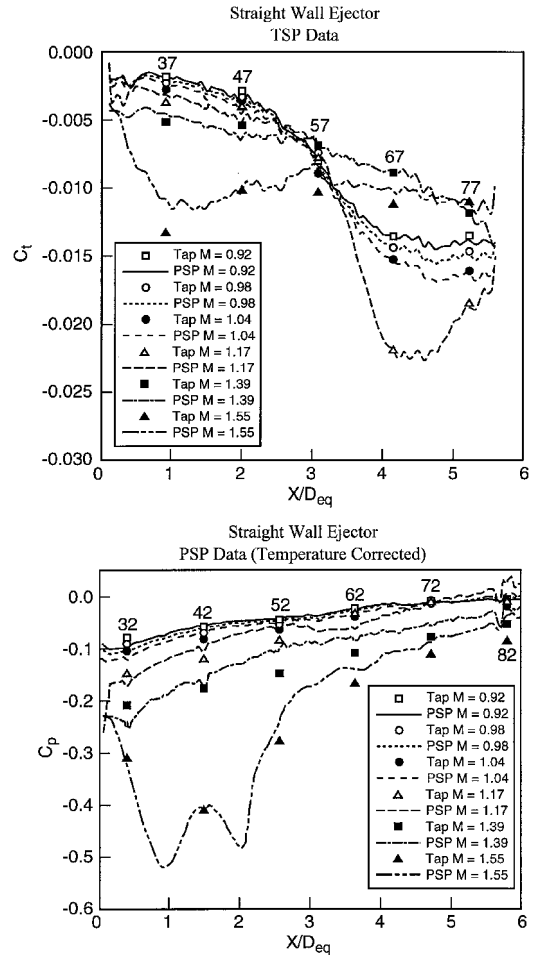 Straight Wall Ejector
TSP Data
0.000
-0.005
-0.010
-0.015
-0.020
-0.025
-0.030
Ct
37
47
57
67
77
Tap M = 0.92
PSP M = 0.92
Tap M = 0.98
PSP M = 0.98
Tap M = 1.04
PSP M = 1.04
Tap M = 1.17
PSP M = 1.17
Tap M = 1.39
PSP M = 1.39
Tap M = 1.55
PSP M = 1.55
0 1 2 3 4 5 6
X/Deq
Straight Wall Ejector
PSP Data (Temperature Corrected)
0.0
-0.1
-0.2
-0.3
-0.4
-0.5
-0.6
Cp
32
42
52
62
72
82
Tap M = 0.92
PSP M = 0.92
Tap M = 0.98
PSP M = 0.98
Tap M = 1.04
PSP M = 1.04
Tap M = 1.17
PSP M = 1.17
Tap M = 1.39
PSP M = 1.39
Tap M = 1.55
PSP M = 1.55
0 1 2 3 4 5 6
X/Deq